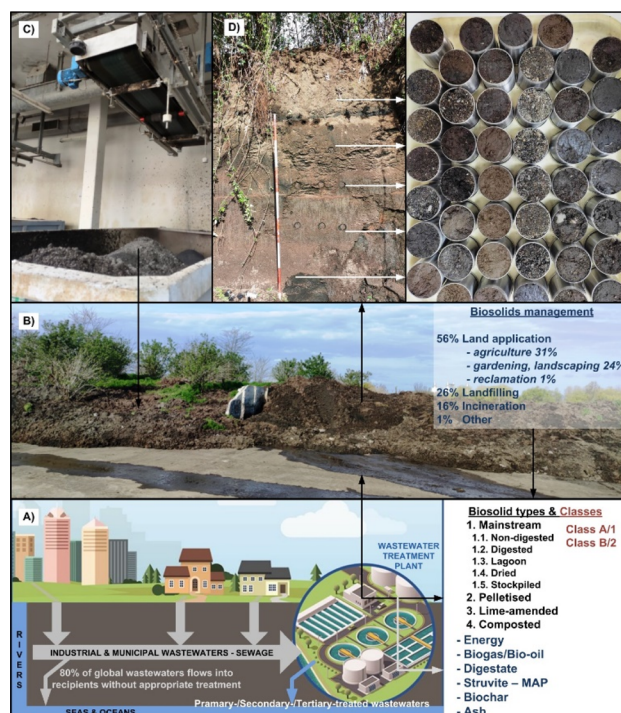 C)
D)
B)
Biosolids management
56% Land application
- agriculture 31%
- gardening, landscaping 24%
- reclamation 1%
26% Landfilling
16% Incineration
1% Other
A)
WASTEWATER
TREATMENT
PLANT
RIVERS
INDUSTRIAL & MUNICIPAL WASTEWATERS - SEWAGE
80% of global wastewaters flows into
recipients without appropriate treatment
Pramary-/Secondary-/Tertiary-treated wastewaters
SEAS & OCEANS
Biosolid types & Classes
1. Mainstream
Class A/1
1.1. Non-digested
Class B/2
1.2. Digested
1.3. Lagoon
1.4. Dried
1.5. Stockpiled
2. Pelletised
3. Lime-amended
4. Composted
- Energy
- Biogas/Bio-oil
- Digestate
- Struvite – MAP
- Biochar
- Ash